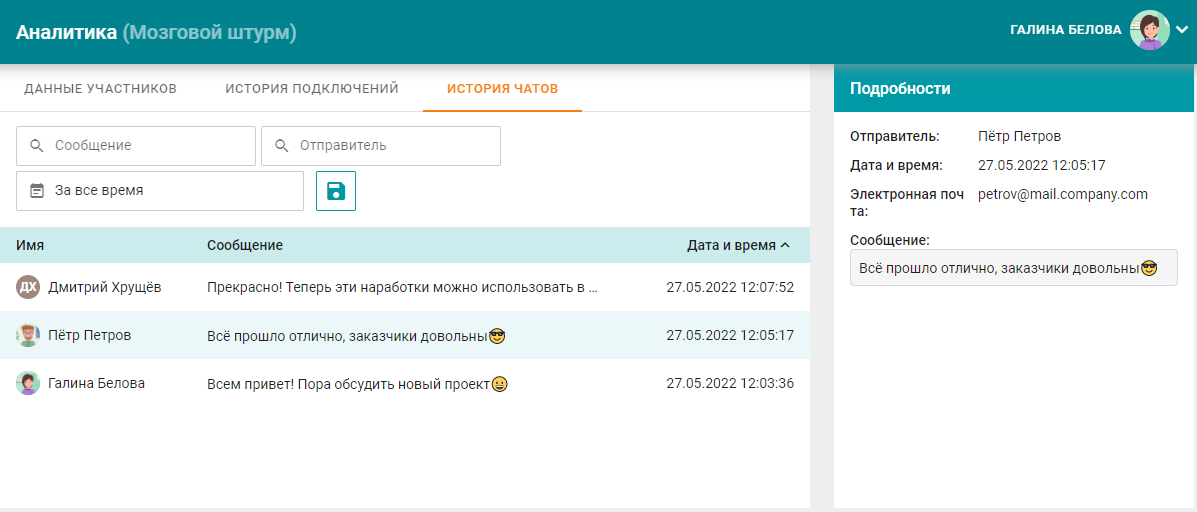 Аналитика (Мозговой штурм)
ГАЛИНА БЕЛОВА
ДАННЫЕ УЧАСТНИКОВ ИСТОРИЯ ПОДКЛЮЧЕНИЙ ИСТОРИЯ ЧАТОВ
Сообщение Отправитель
За все время
Имя Сообщение Дата и время
ДХ Дмитрий Хрущёв Прекрасно! Теперь эти наработки можно использовать в ... 27.05.2022 12:07:52
Пётр Петров Всё прошло отлично, заказчики довольны😎 27.05.2022 12:05:17
Галина Белова Всем привет! Пора обсудить новый проект😀 27.05.2022 12:03:36
Подробности
Отправитель: Пётр Петров
Дата и время: 27.05.2022 12:05:17
Электронная поч petrov@mail.company.com
та:
Сообщение:
Всё прошло отлично, заказчики довольны😎